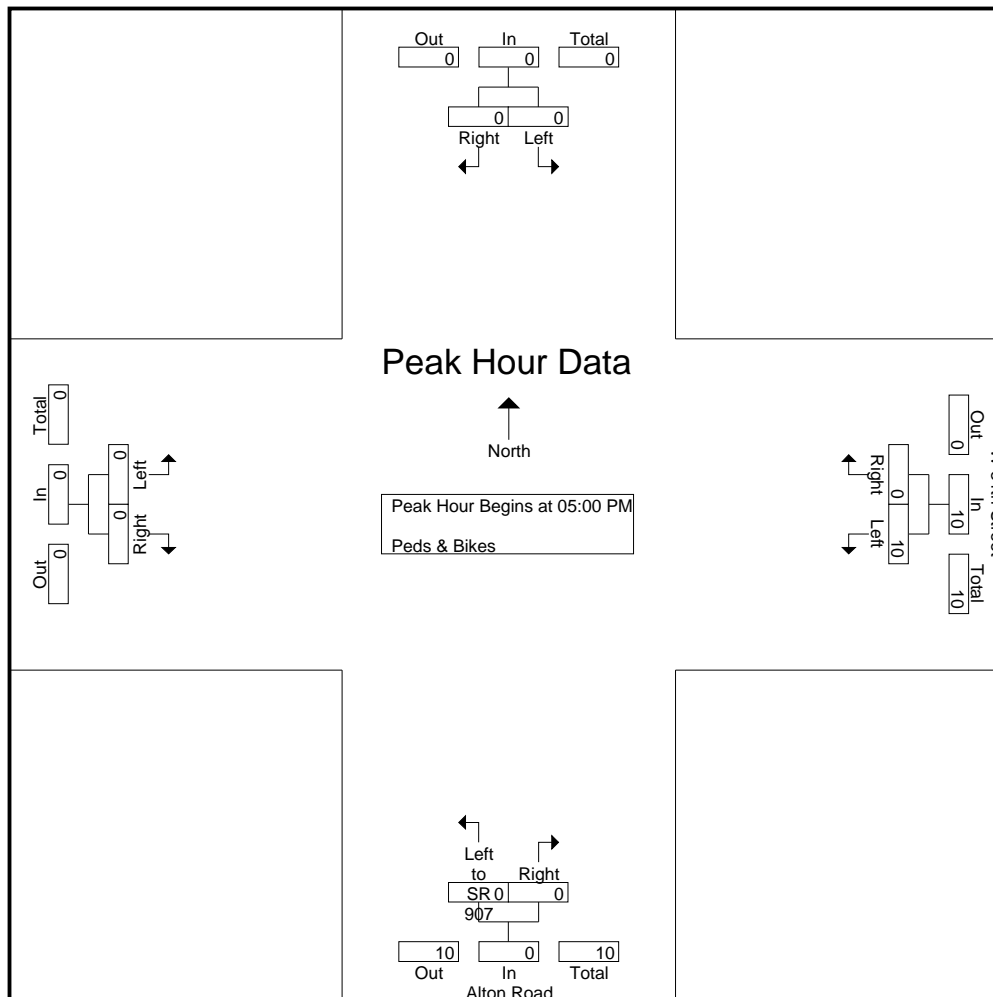 Out In Total
0 0 0
0 0
Right Left
Peak Hour Data
North
Peak Hour Begins at 05:00 PM
Peds & Bikes
Total
0
In
0
Out
0
Left
0
Right
0
Right
0
Left
10
Out
0
In
10
Total
10
Left
to
SR
907
Right
0 0
10 0 10
Out In Total
Alton Road